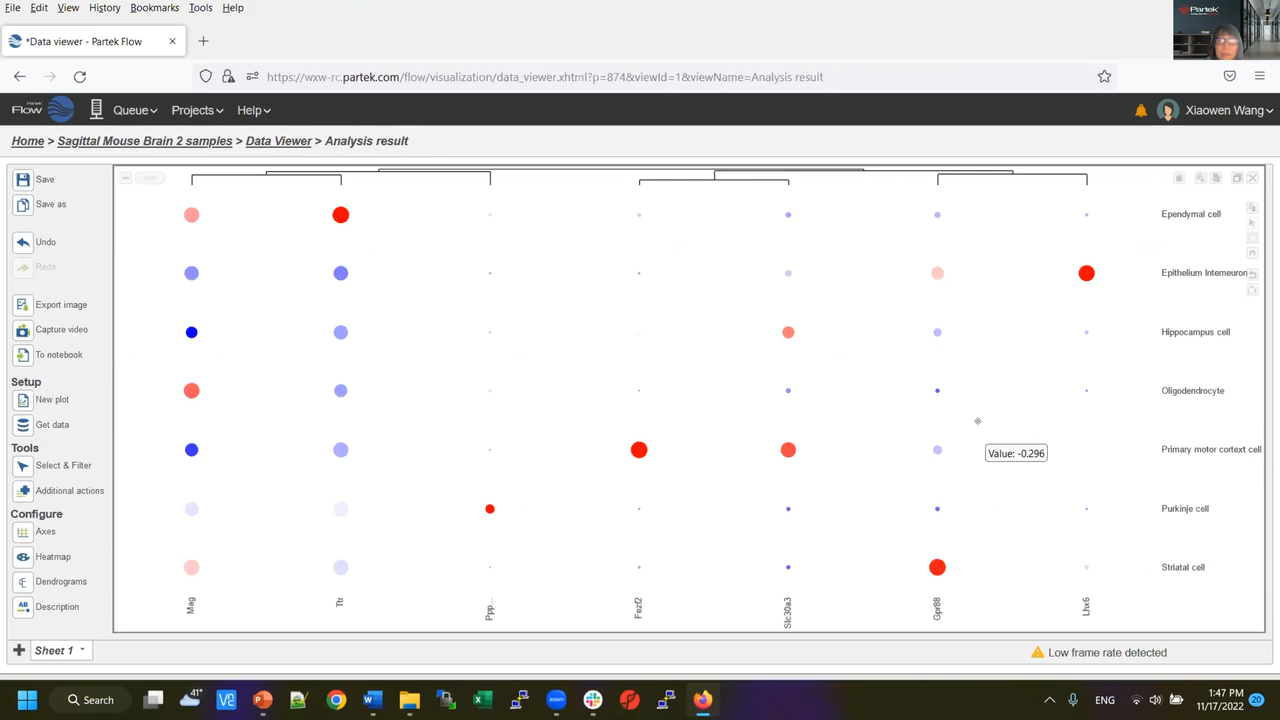 File Edit View History Bookmarks Tools Help
Partek
*Data viewer - Partek Flow
https://wxw-rc.partek.com/flow/visualization/data_viewer.xhtml?p=874&viewId=1&viewName=Analysis result
Partek
Flow Queue Projects Help Xiaowen Wang
Home > Sagittal Mouse Brain 2 samples > Data Viewer > Analysis result
Save
Save as
Undo
Redo
Export image
Capture video
To notebook
Setup
New plot
Get data
Tools
Select & Filter
Additional actions
Configure
Axes
Heatmap
Dendrograms
Description
Ependymal cell
Epithelium Interneuron
Hippocampus cell
Oligodendrocyte
Primary motor cortext cell
Purkinje cell
Striatal cell
Value: -0.296
Mag Ttr Ppp... Fezf2 Slc30a3 Gpr88 Lhx6
Sheet 1
Low frame rate detected
Search
41°
ENG
1:47 PM
11/17/2022
20